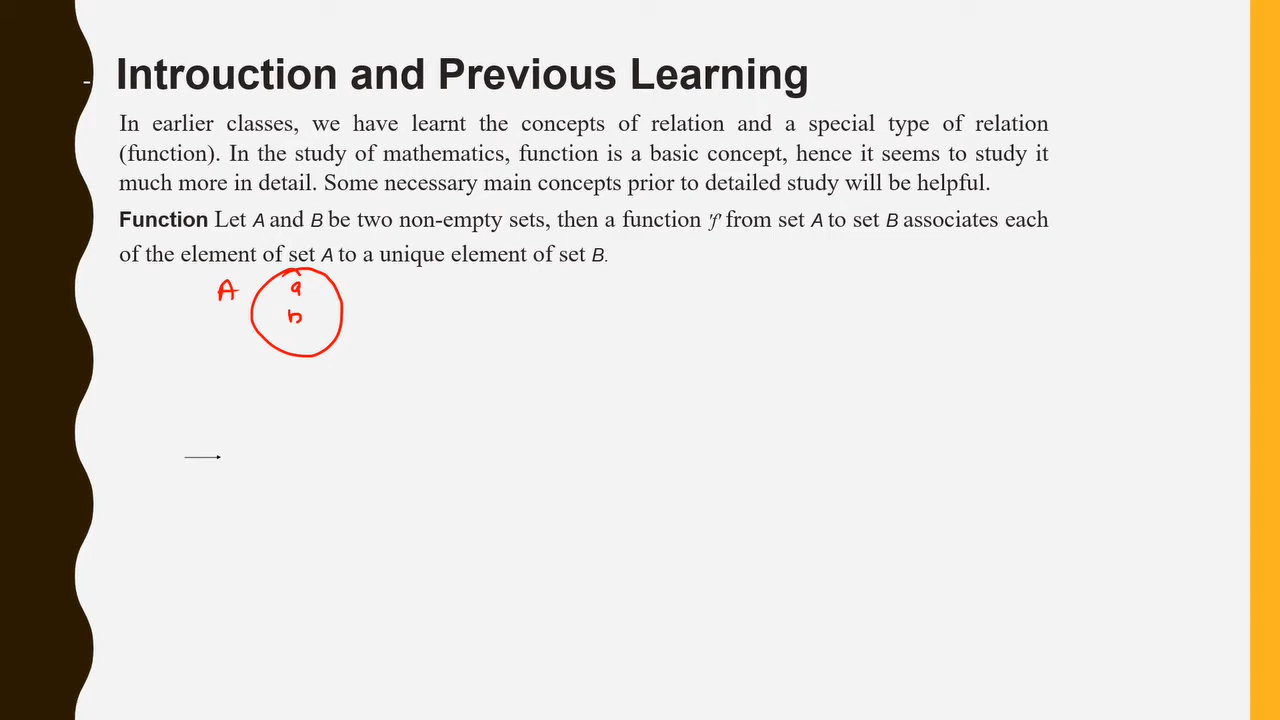 - Introuction and Previous Learning
In earlier classes, we have learnt the concepts of relation and a special type of relation
(function). In the study of mathematics, function is a basic concept, hence it seems to study it
much more in detail. Some necessary main concepts prior to detailed study will be helpful.
Function Let A and B be two non-empty sets, then a function 'f' from set A to set B associates each
of the element of set A to a unique element of set B.
A
a
b